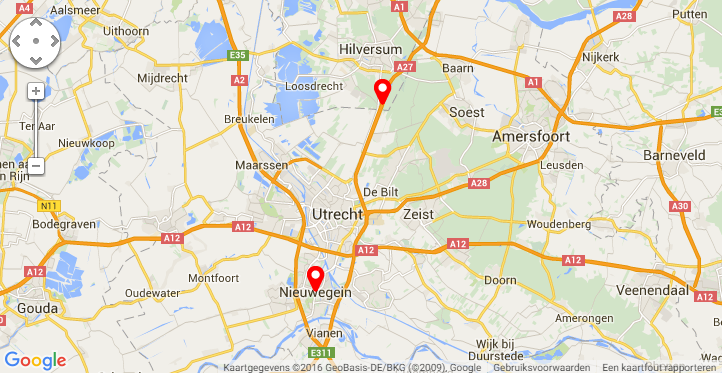 A4
Aalsmeer
Uithoorn
A1
A28
Putten
Hilversum
Nijkerk
E35
A27
Baarn
A1
Mijdrecht
A2
Loosdrecht
Soest
Ter Aar
Breukelen
Amersfoort
Nieuwkoop
Barneveld
Maarssen
Leusden
en aan
n Rijn
De Bilt
A28
A30
N11
Utrecht
Zeist
Bodegraven
A12
A12
Woudenberg
A12
A12
A12
A12
Montfoort
Doorn
Oudewater
Nieuwegein
Veenendaal
Gouda
Amerongen
Vianen
Wijk bij
Duurstede
E311
Google
Kaartgegevens ©2016 GeoBasis-DE/BKG (©2009), Google
Gebruiksvoorwaarden
Een kaartfout rapporteren